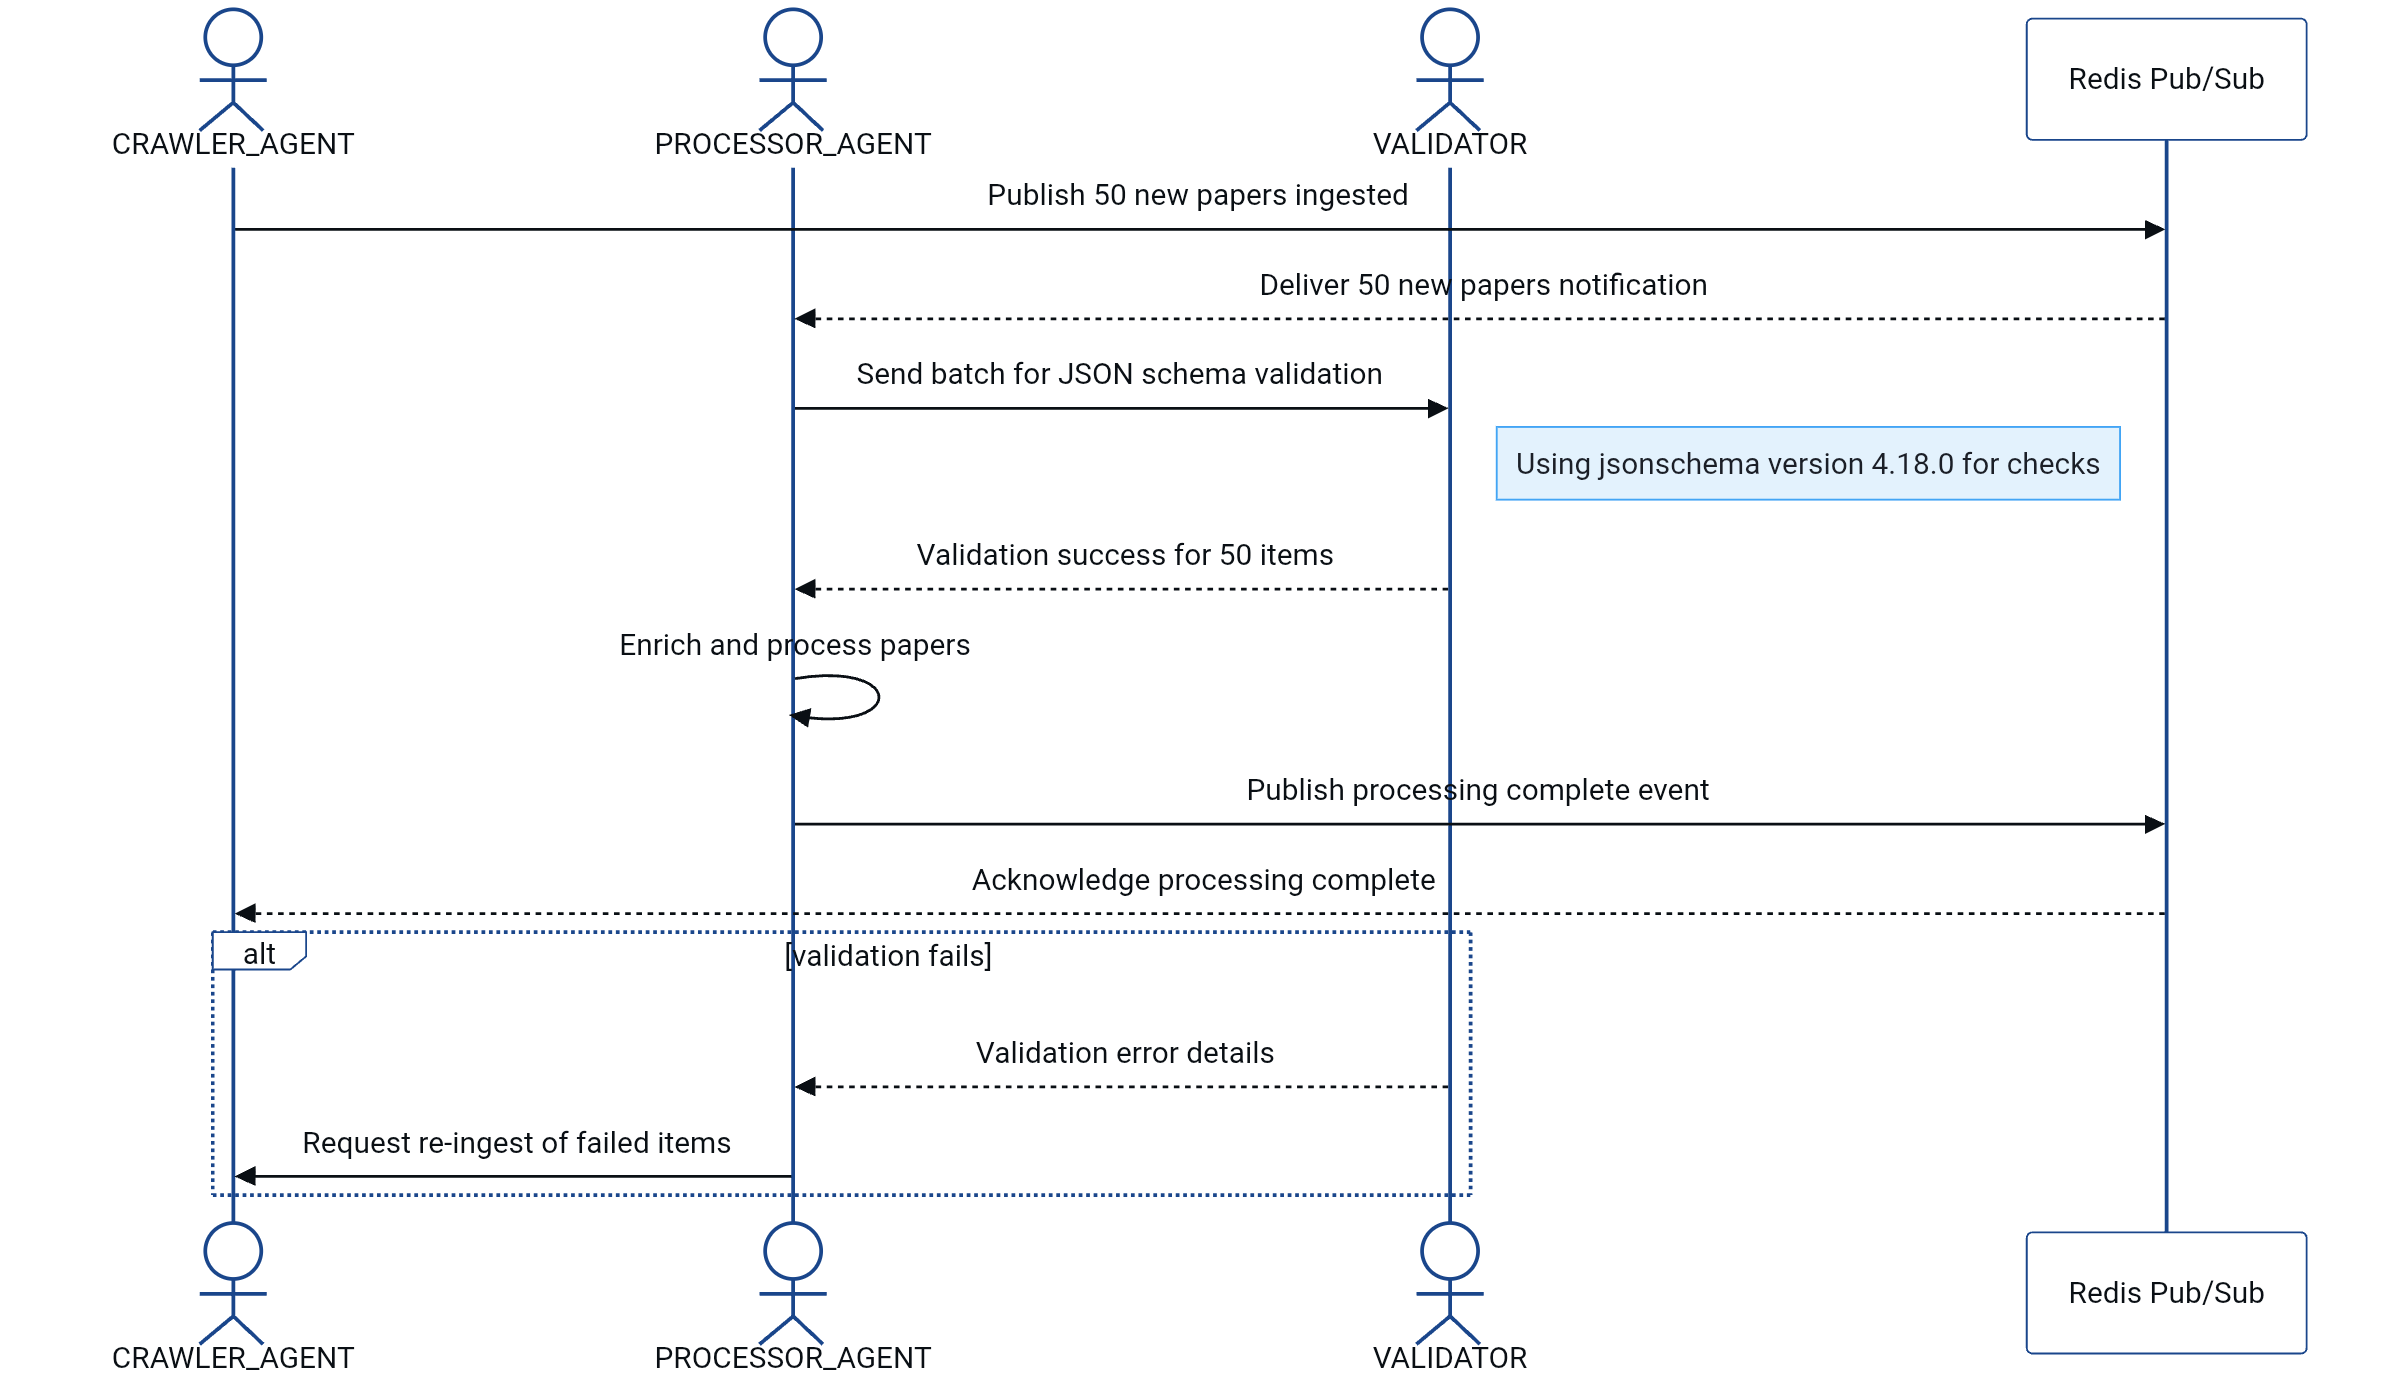 CRAWLER_AGENT
PROCESSOR_AGENT
VALIDATOR
Redis Pub/Sub
Publish 50 new papers ingested
Deliver 50 new papers notification
Send batch for JSON schema validation
Using jsonschema version 4.18.0 for checks
Validation success for 50 items
Enrich and process papers
Publish processing complete event
Acknowledge processing complete
alt
[validation fails]
Validation error details
Request re-ingest of failed items
CRAWLER_AGENT
PROCESSOR_AGENT
VALIDATOR
Redis Pub/Sub